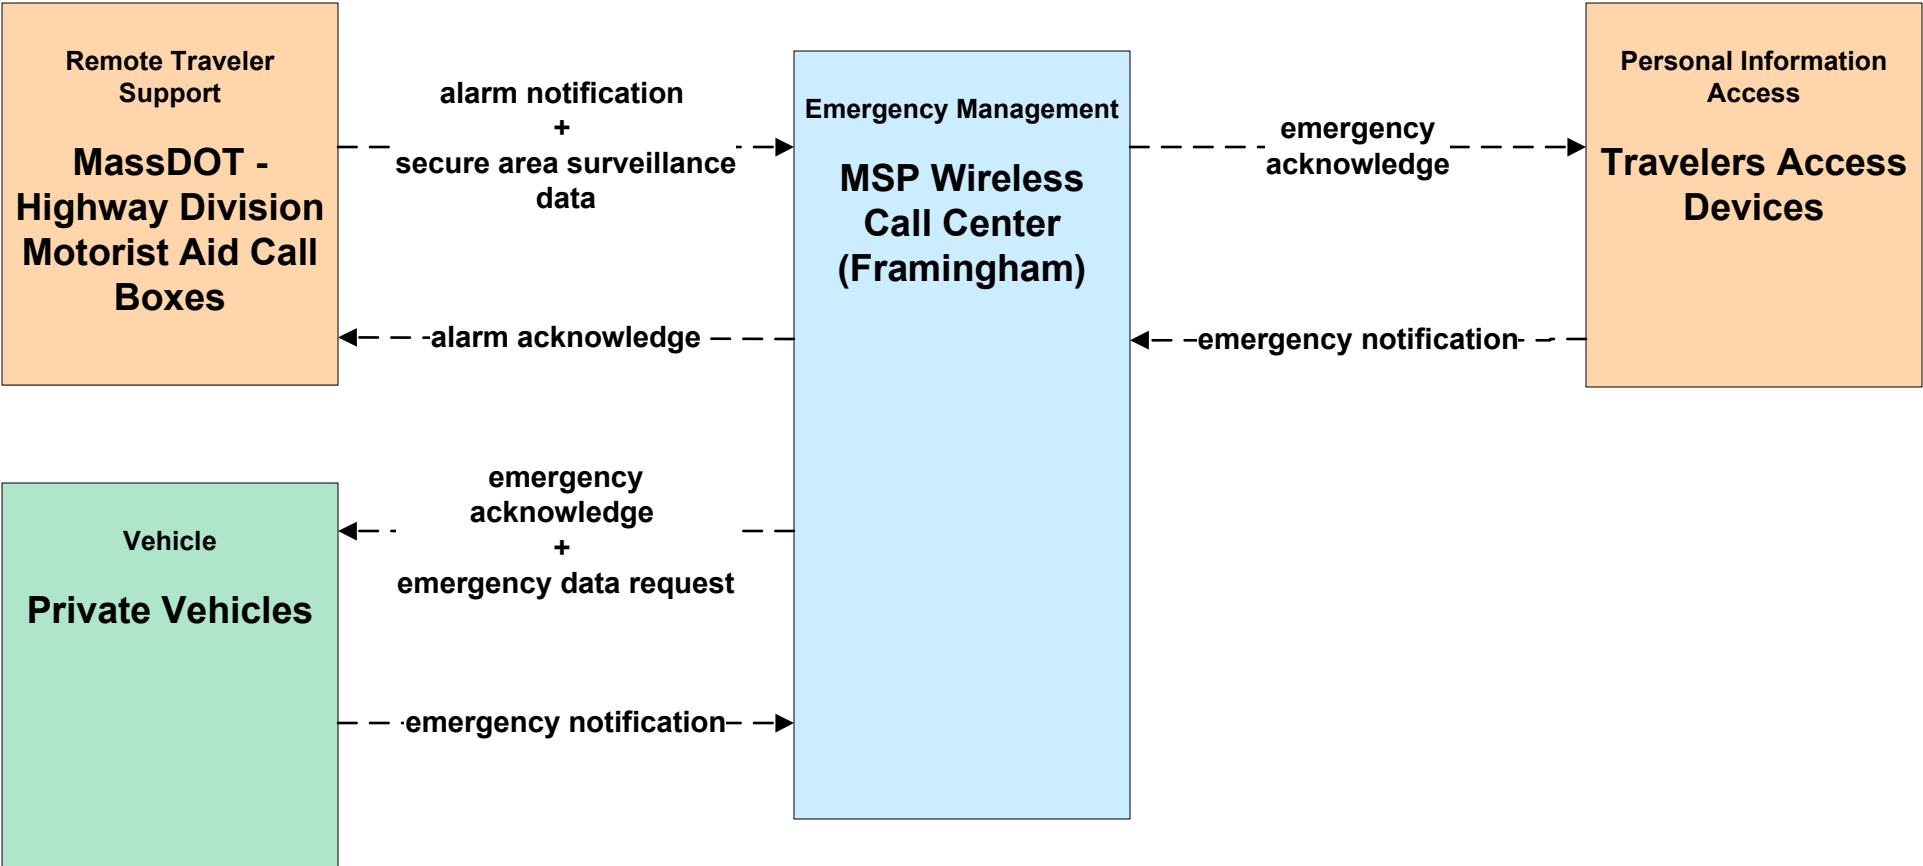 Remote Traveler
Support
MassDOT -
Highway Division
Motorist Aid Call
Boxes
alarm notification
+
secure area surveillance
data
alarm acknowledge
Emergency Management
MSP Wireless
Call Center
(Framingham)
emergency
acknowledge
emergency notification
Personal Information
Access
Travelers Access
Devices
Vehicle
Private Vehicles
emergency
acknowledge
+
emergency data request
emergency notification